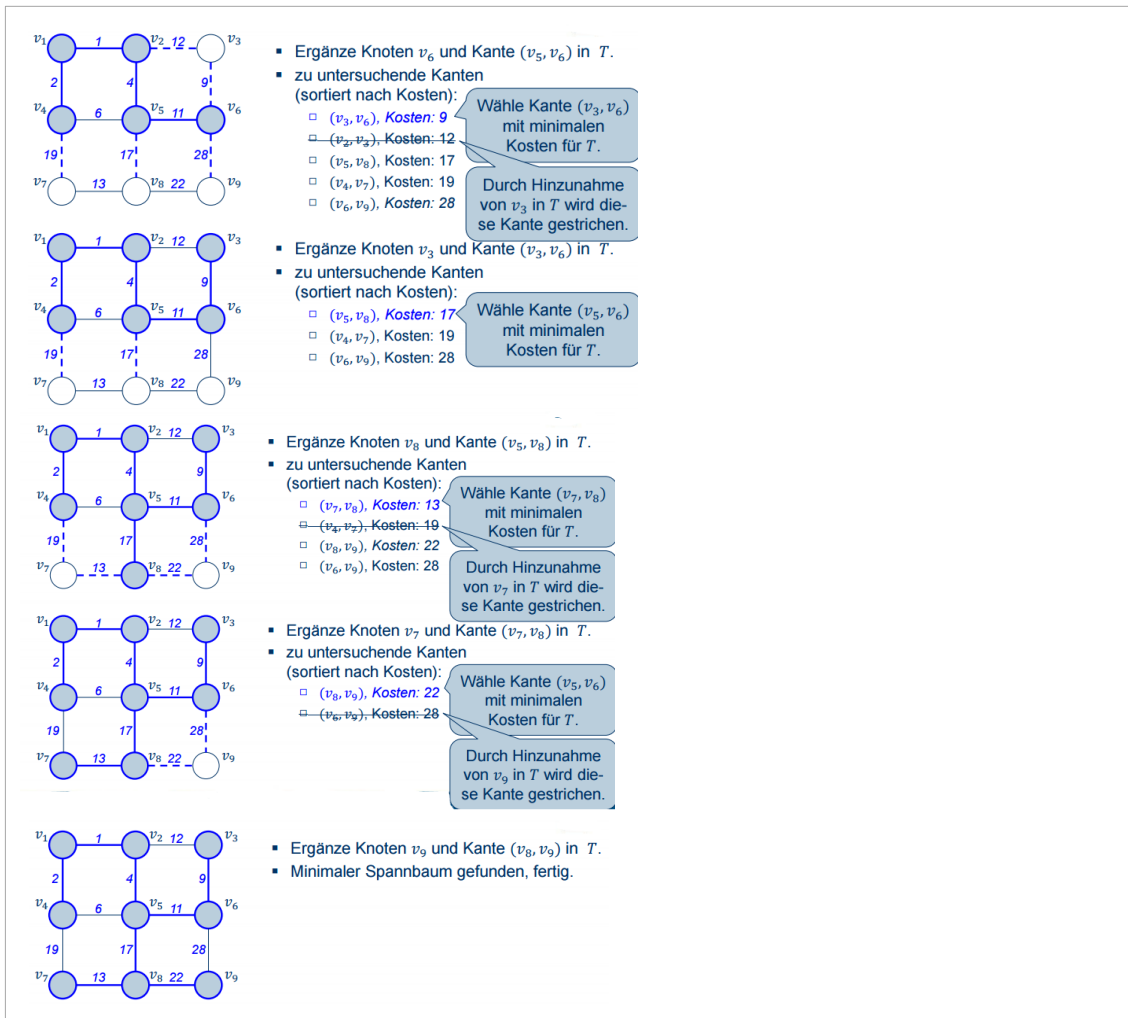 v₁ 1 v₂ 12 v₃
2 4 9
v₄ 6 v₅ 11 v₆
19 17 28
v₇ 13 v₈ 22 v₉
▪ Ergänze Knoten v₆ und Kante (v₅, v₆) in T.
▪ zu untersuchende Kanten
(sortiert nach Kosten):
□ (v₃, v₆), Kosten: 9
□ (v₂, v₃), Kosten: 12
□ (v₅, v₈), Kosten: 17
□ (v₄, v₇), Kosten: 19
□ (v₆, v₉), Kosten: 28
Wähle Kante (v₃, v₆)
mit minimalen
Kosten für T.
Durch Hinzunahme
von v₃ in T wird die-
se Kante gestrichen.
v₁ 1 v₂ 12 v₃
2 4 9
v₄ 6 v₅ 11 v₆
19 17 28
v₇ 13 v₈ 22 v₉
▪ Ergänze Knoten v₃ und Kante (v₃, v₆) in T.
▪ zu untersuchende Kanten
(sortiert nach Kosten):
□ (v₅, v₈), Kosten: 17
□ (v₄, v₇), Kosten: 19
□ (v₆, v₉), Kosten: 28
Wähle Kante (v₅, v₆)
mit minimalen
Kosten für T.
v₁ 1 v₂ 12 v₃
2 4 9
v₄ 6 v₅ 11 v₆
19 17 28
v₇ 13 v₈ 22 v₉
▪ Ergänze Knoten v₈ und Kante (v₅, v₈) in T.
▪ zu untersuchende Kanten
(sortiert nach Kosten):
□ (v₇, v₈), Kosten: 13
□ (v₄, v₇), Kosten: 19
□ (v₈, v₉), Kosten: 22
□ (v₆, v₉), Kosten: 28
Wähle Kante (v₇, v₈)
mit minimalen
Kosten für T.
Durch Hinzunahme
von v₇ in T wird die-
se Kante gestrichen.
v₁ 1 v₂ 12 v₃
2 4 9
v₄ 6 v₅ 11 v₆
19 17 28
v₇ 13 v₈ 22 v₉
▪ Ergänze Knoten v₇ und Kante (v₇, v₈) in T.
▪ zu untersuchende Kanten
(sortiert nach Kosten):
□ (v₈, v₉), Kosten: 22
□ (v₆, v₉), Kosten: 28
Wähle Kante (v₅, v₆)
mit minimalen
Kosten für T.
Durch Hinzunahme
von v₉ in T wird die-
se Kante gestrichen.
v₁ 1 v₂ 12 v₃
2 4 9
v₄ 6 v₅ 11 v₆
19 17 28
v₇ 13 v₈ 22 v₉
▪ Ergänze Knoten v₉ und Kante (v₈, v₉) in T.
▪ Minimaler Spannbaum gefunden, fertig.